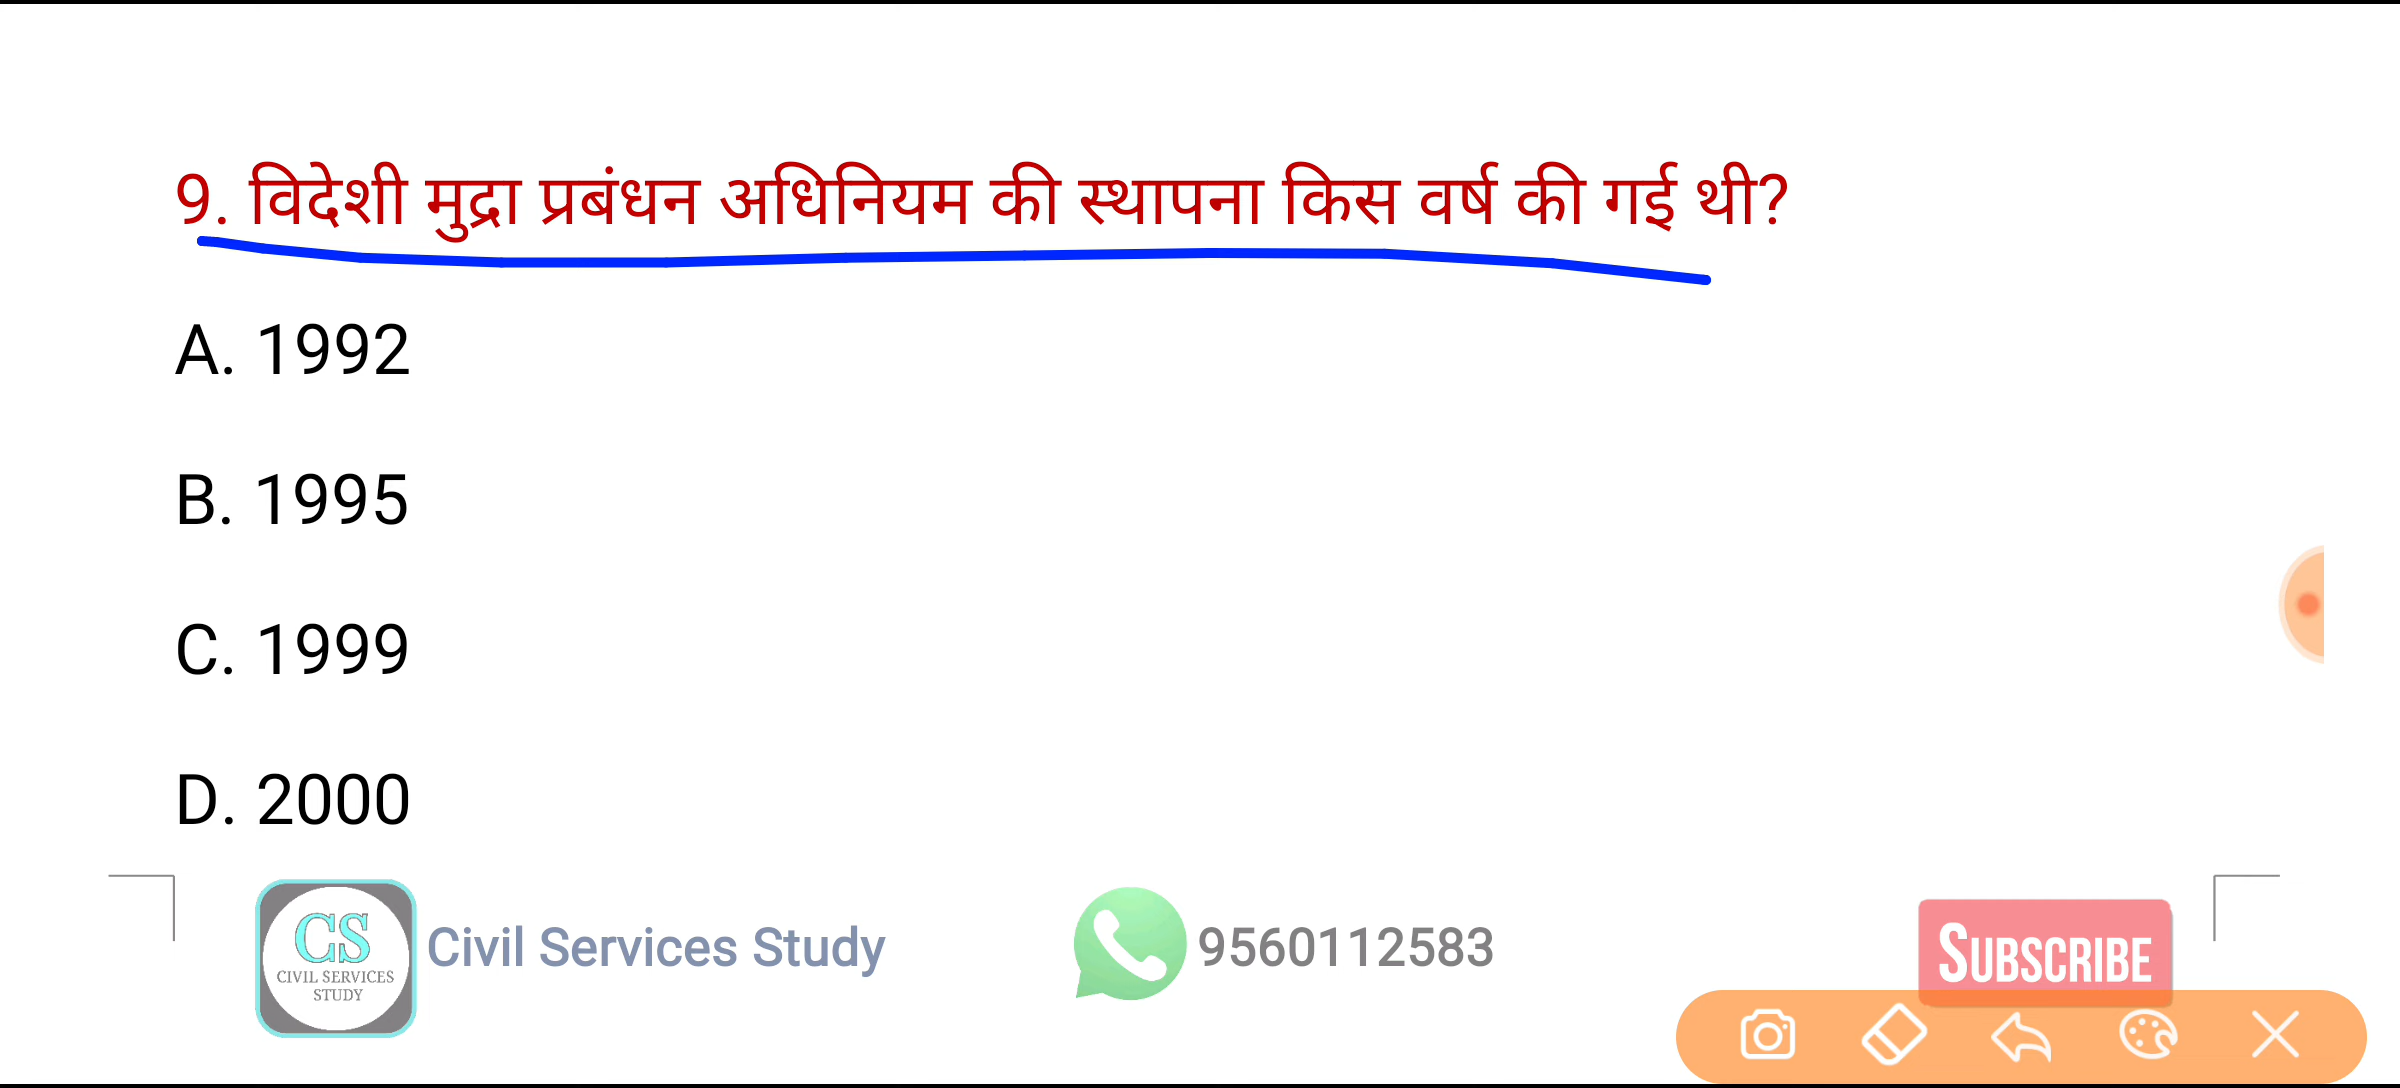 9. विदेशी मुद्रा प्रबंधन अधिनियम की स्थापना किस वर्ष की गई थी?
A. 1992
B. 1995
C. 1999
D. 2000
CS
CIVIL SERVICES
STUDY
Civil Services Study
9560112583
SUBSCRIBE